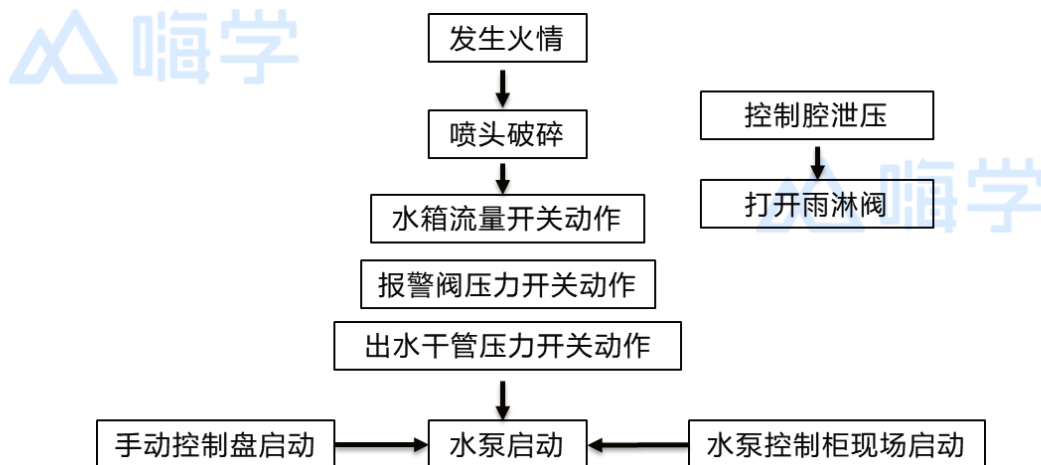 嗨学
发生火情
喷头破碎
控制腔泄压
水箱流量开关动作
打开雨淋阀
嗨学
报警阀压力开关动作
出水干管压力开关动作
手动控制盘启动
水泵启动
水泵控制柜现场启动